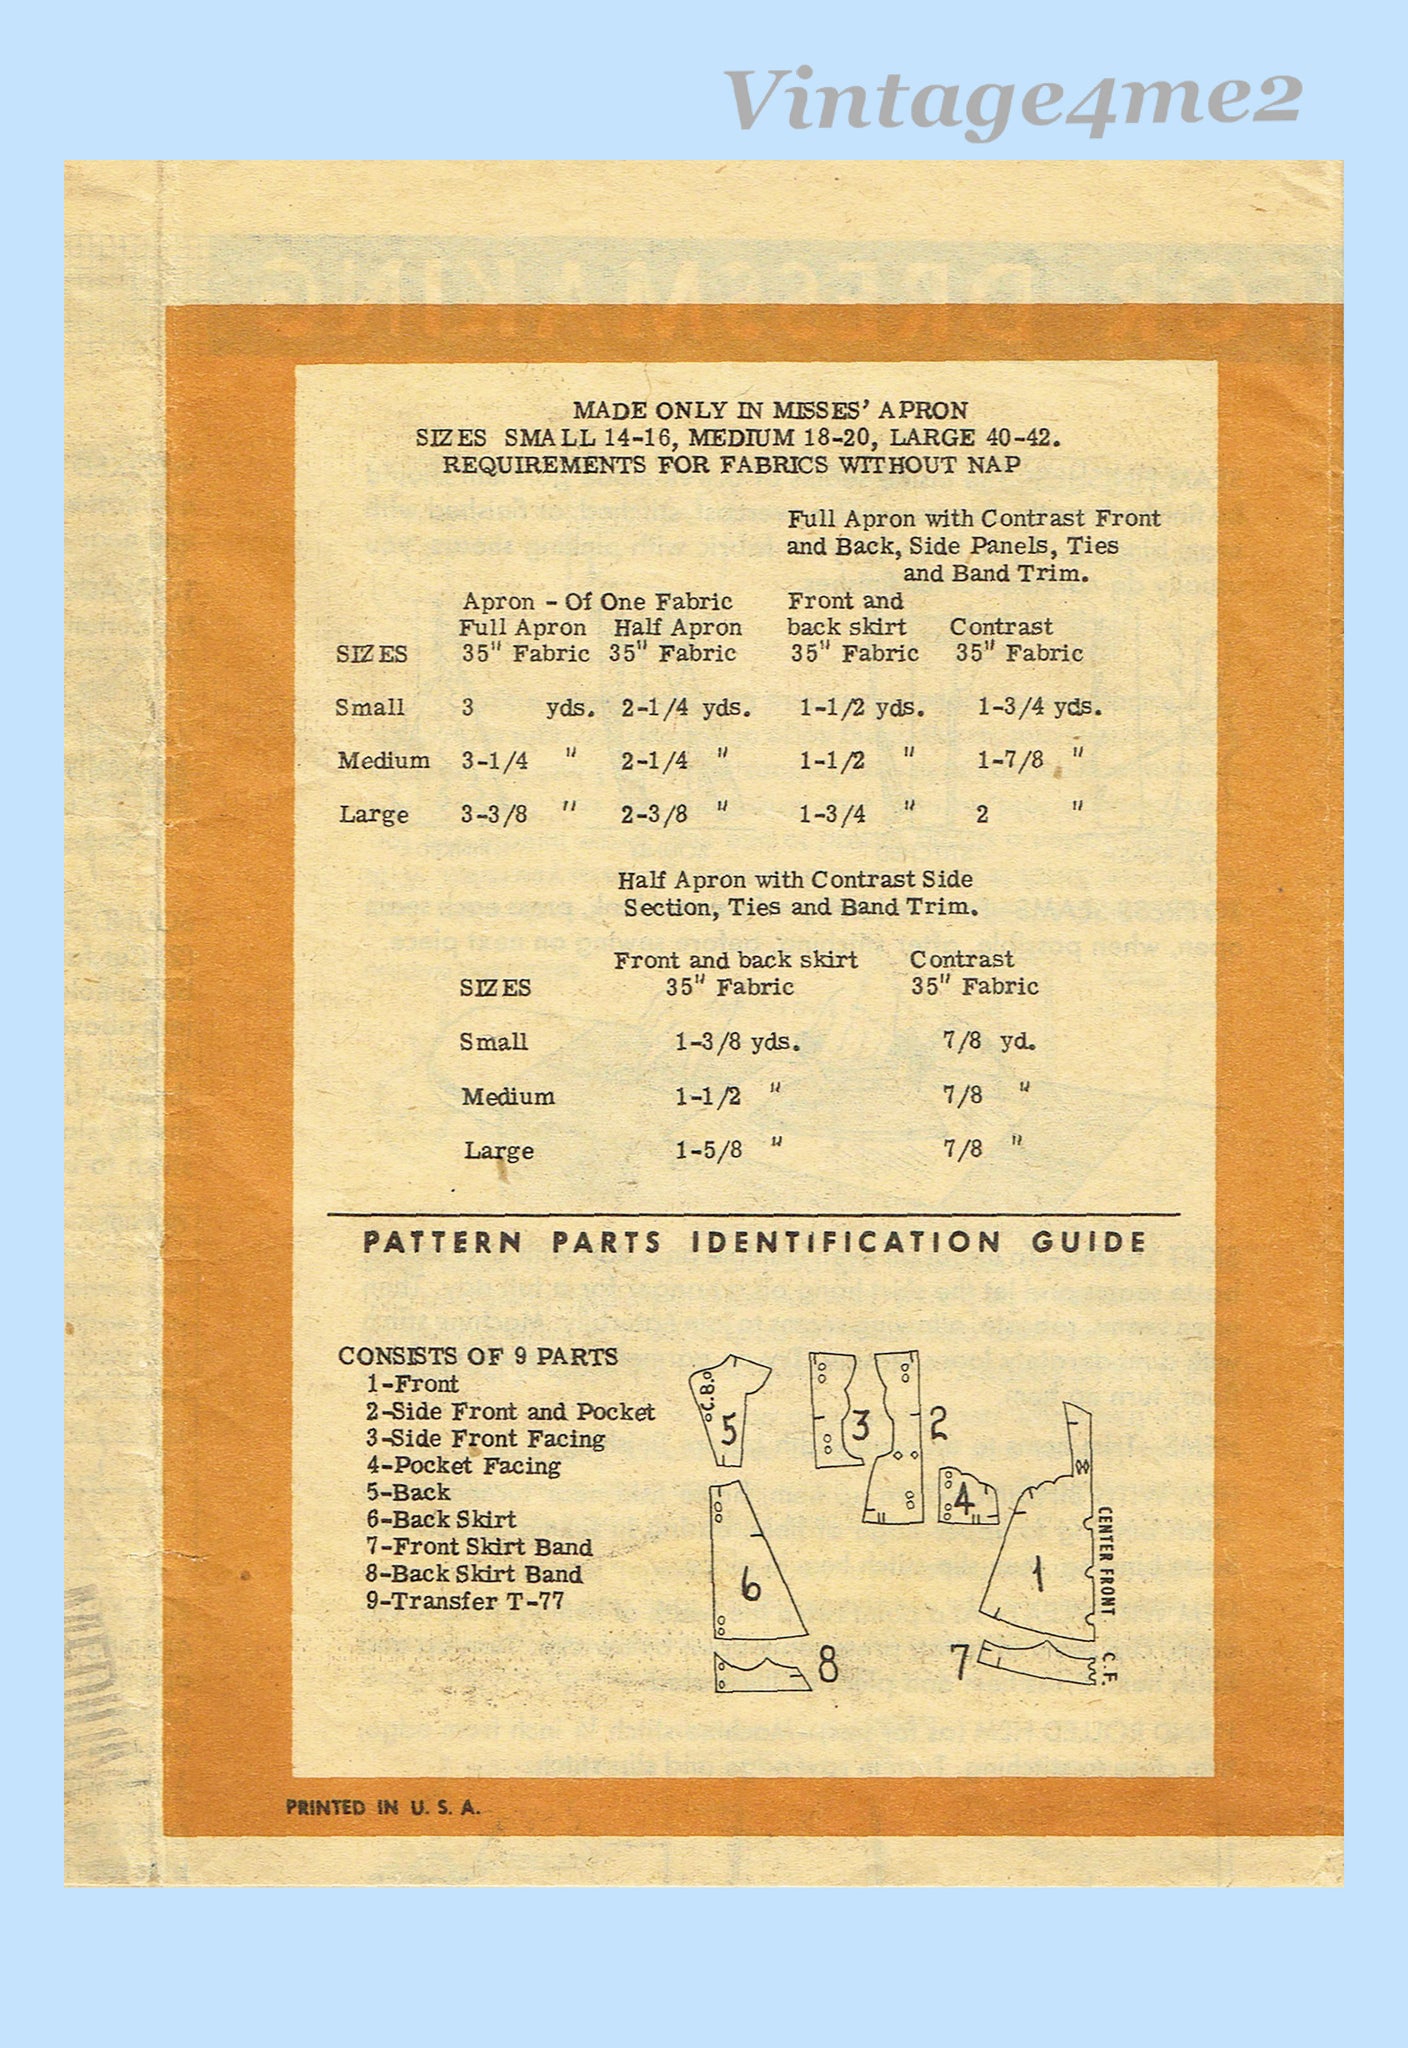 Vintage4me2
MADE ONLY IN MISSES' APRON
SIZES SMALL 14-16, MEDIUM 18-20, LARGE 40-42.
REQUIREMENTS FOR FABRICS WITHOUT NAP
Full Apron with Contrast Front
and Back, Side Panels, Ties
and Band Trim.
Apron - Of One Fabric Front and
Full Apron Half Apron back skirt Contrast
SIZES 35" Fabric 35" Fabric 35" Fabric 35" Fabric
Small 3 yds. 2-1/4 yds. 1-1/2 yds. 1-3/4 yds.
Medium 3-1/4 " 2-1/4 " 1-1/2 " 1-7/8 "
Large 3-3/8 " 2-3/8 " 1-3/4 " 2 "
Half Apron with Contrast Side
Section, Ties and Band Trim.
Front and back skirt Contrast
SIZES 35" Fabric 35" Fabric
Small 1-3/8 yds. 7/8 yd.
Medium 1-1/2 " 7/8 "
Large 1-5/8 " 7/8 "
PATTERN PARTS IDENTIFICATION GUIDE
CONSISTS OF 9 PARTS
1-Front
2-Side Front and Pocket
3-Side Front Facing
4-Pocket Facing
5-Back
6-Back Skirt
7-Front Skirt Band
8-Back Skirt Band
9-Transfer T-77
C.B.
5
3
2
4
6
1
CENTER FRONT
8
7
C.F.
PRINTED IN U. S. A.